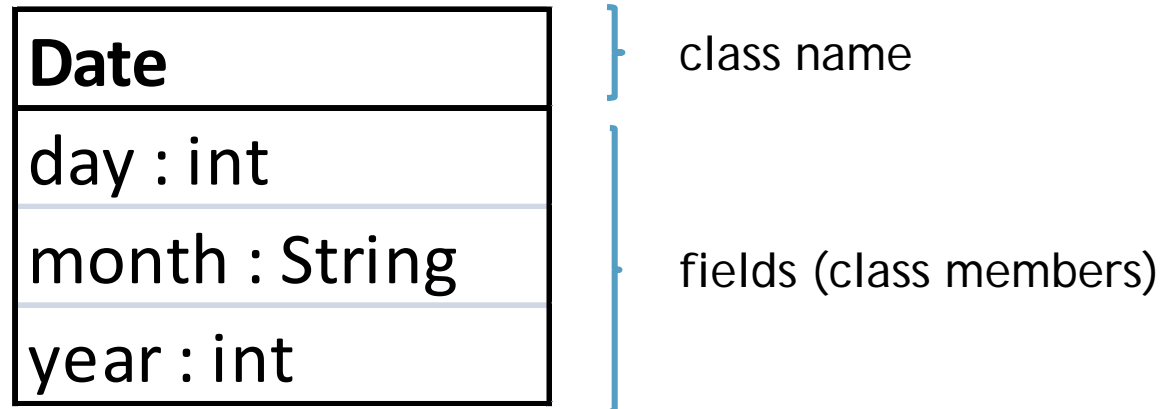 Date
class name
day : int
month : String
fields (class members)
year : int